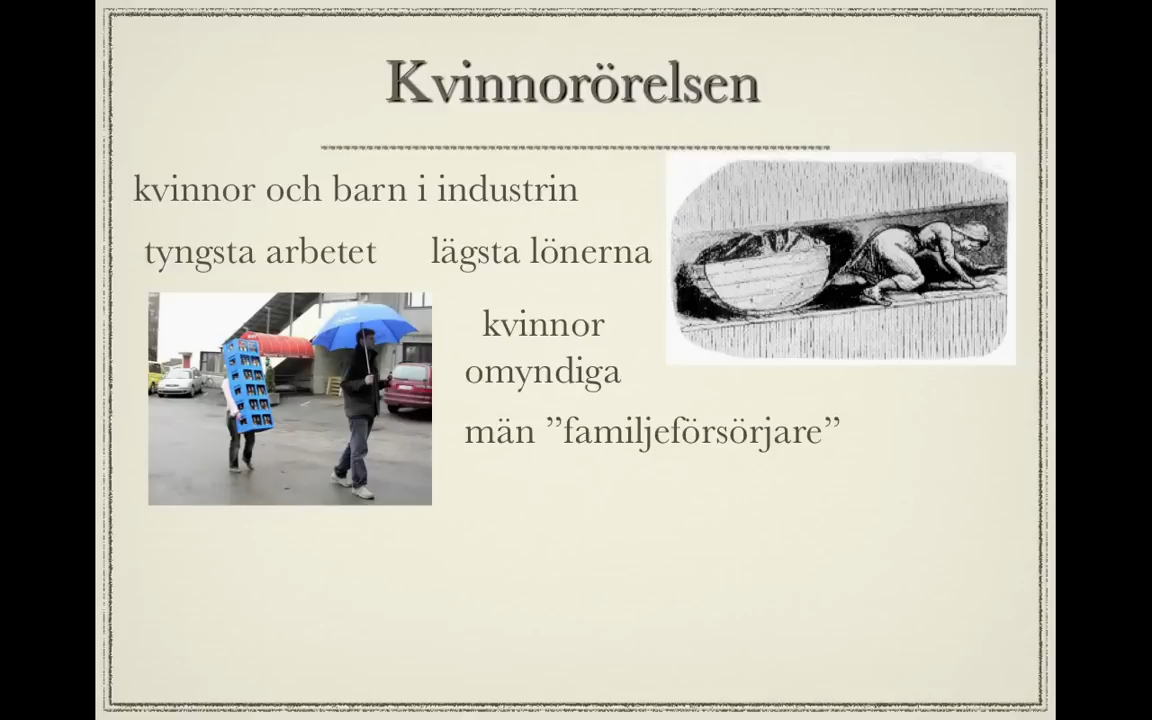 Kvinnorörelsen
kvinnor och barn i industrin
tyngsta arbetet
lägsta lönerna
kvinnor
omyndiga
män ”familjeförsörjare”